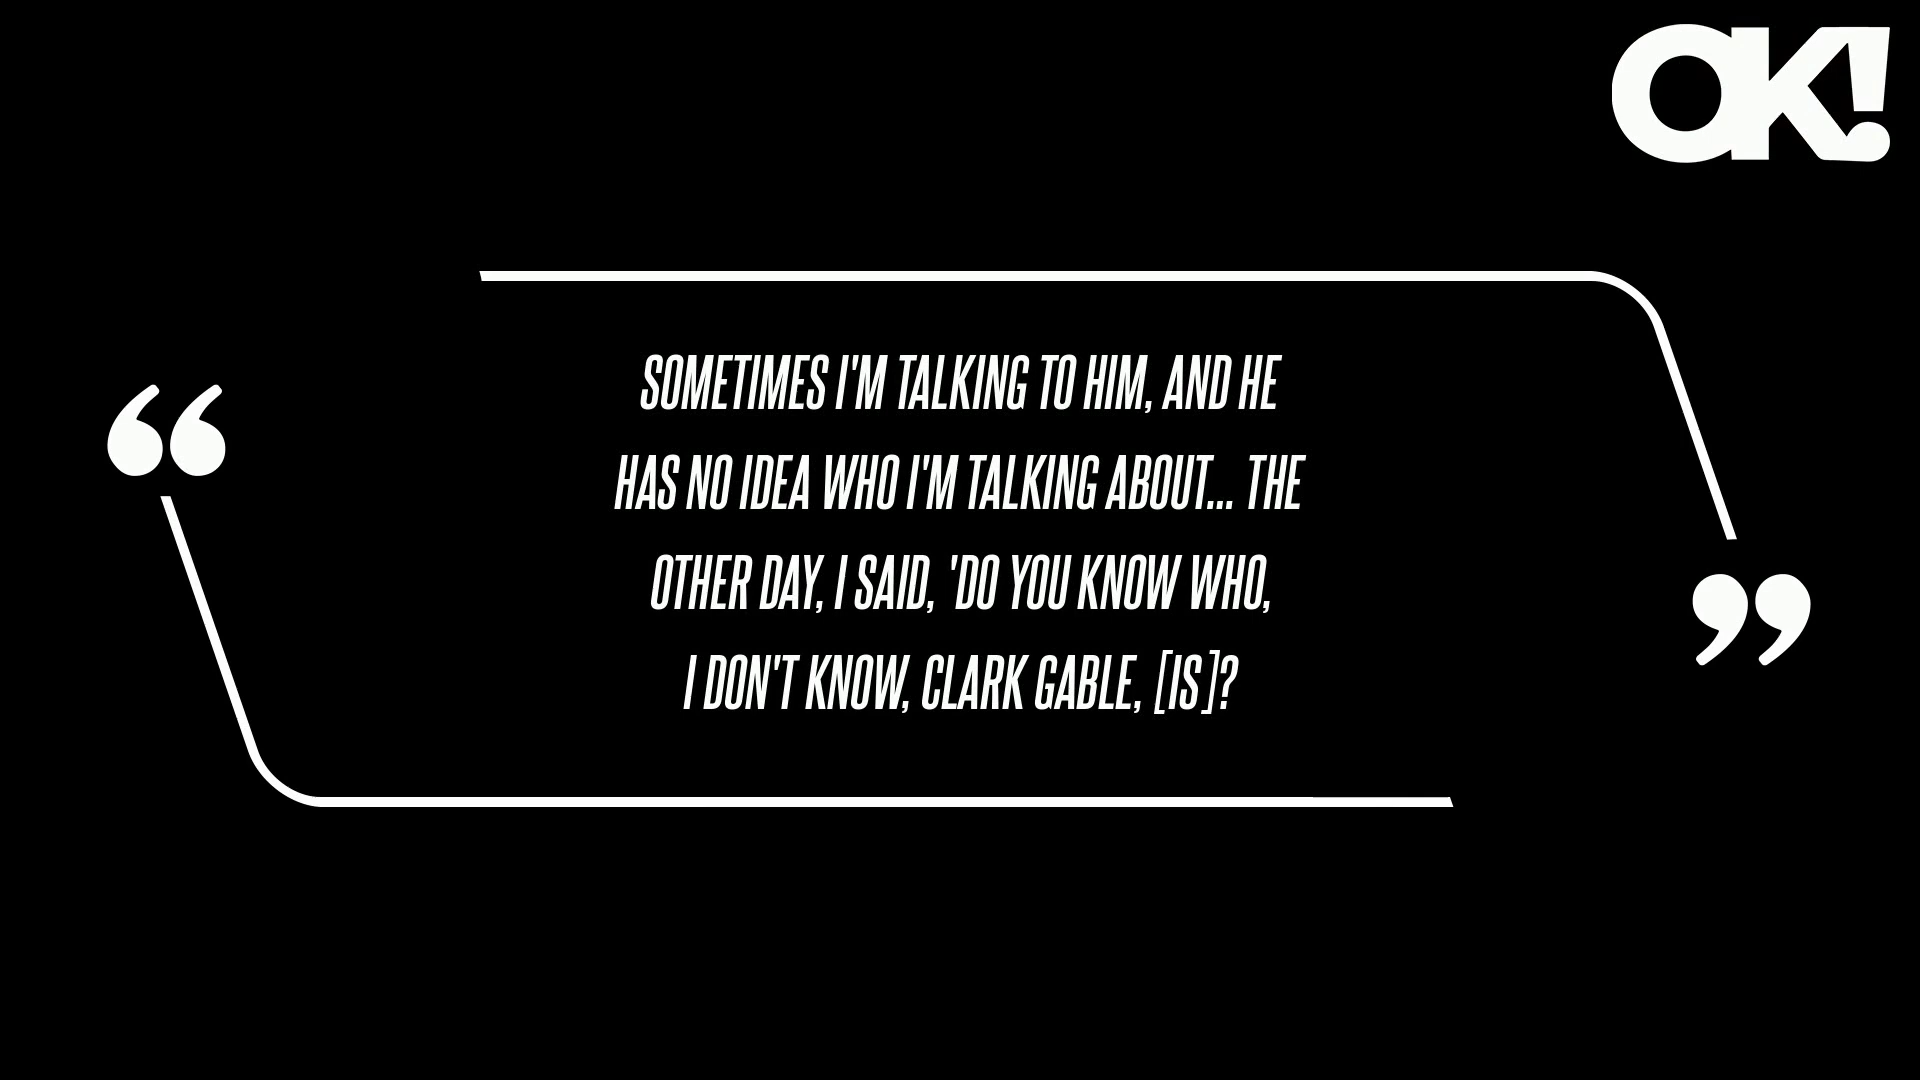 OK!
“
SOMETIMES I'M TALKING TO HIM, AND HE
HAS NO IDEA WHO I'M TALKING ABOUT... THE
OTHER DAY, I SAID, 'DO YOU KNOW WHO,
I DON'T KNOW, CLARK GABLE, [IS]?
”